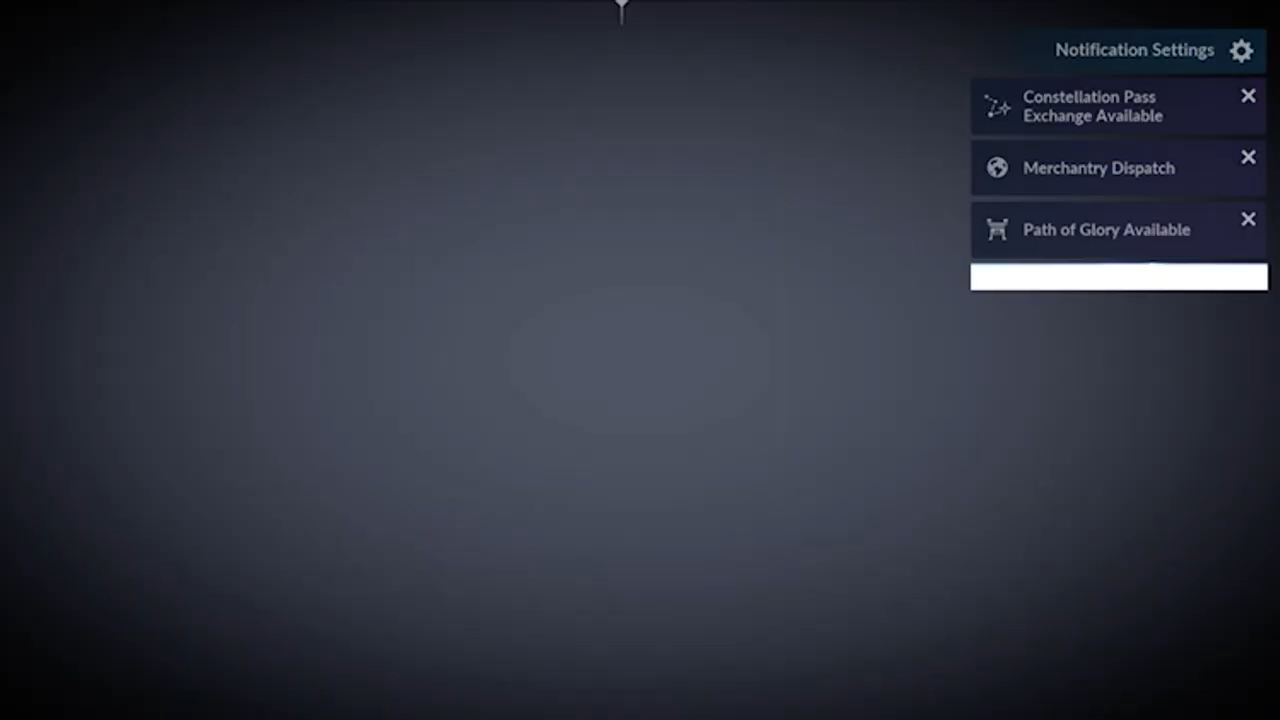 Notification Settings
Constellation Pass
Exchange Available
Merchantry Dispatch
Path of Glory Available